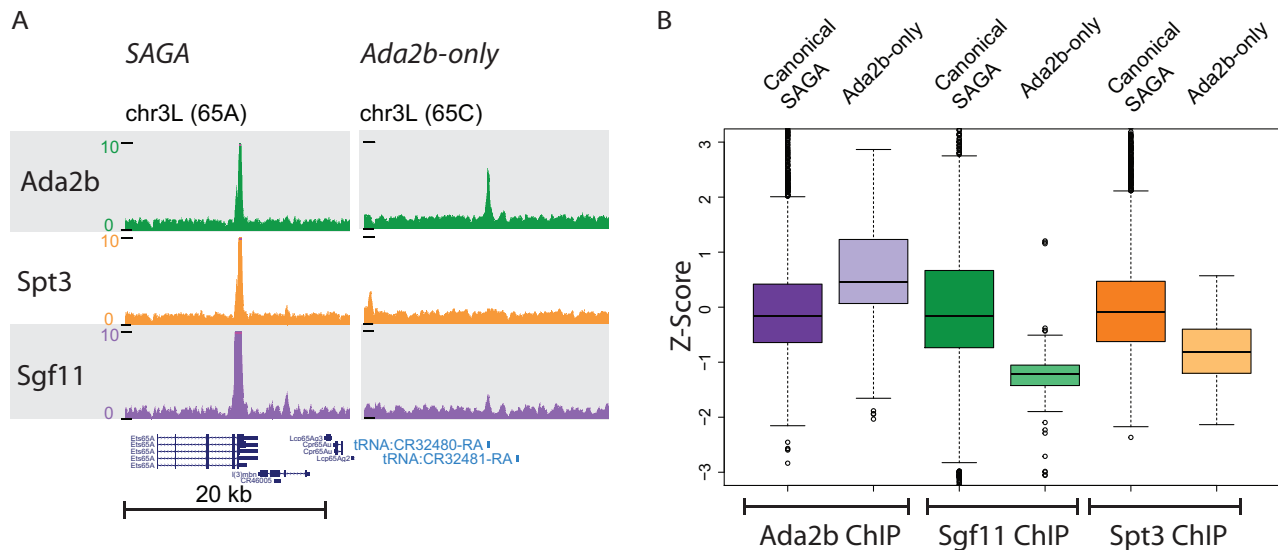 A
SAGA
Ada2b-only
chr3L (65A)
chr3L (65C)
Ada2b
10
0
Spt3
10
0
Sgf11
10
0
Ets65A
Ets65A
Ets65A
Ets65A
Ets65A
l(3)mbn
CR46005
Lcp65Ag3
Cpr65Au
Cpr65Au
Lcp65Ag2
tRNA:CR32480-RA
tRNA:CR32481-RA
20 kb
B
Canonical SAGA
Ada2b-only
Canonical SAGA
Ada2b-only
Canonical SAGA
Ada2b-only
Z-Score
3
2
1
0
-1
-2
-3
Ada2b ChIP
Sgf11 ChIP
Spt3 ChIP